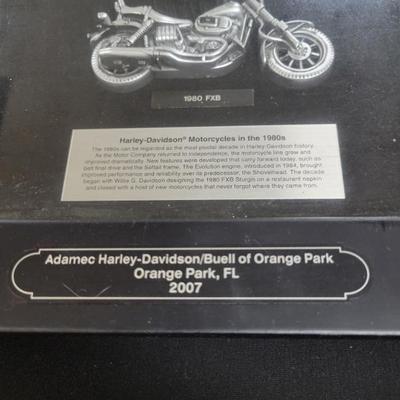 1980 FXB
Harley-Davidson® Motorcycles in the 1980s
The 1980s can be regarded as the most pivotal decade in Harley-Davidson history.
As the Motor Company returned to independence, the motorcycle line grew and
improved dramatically. New features were developed that carry forward today, such as
belt final drive and the Softail frame. The Evolution engine, introduced in 1984, brought
improved performance and reliability over its predecessor, the Shovelhead. The decade
began with Willie G. Davidson designing the 1980 FXB Sturgis on a restaurant napkin
and closed with a host of new motorcycles that never forgot where they came from.
Adamec Harley-Davidson/Buell of Orange Park
Orange Park, FL
2007